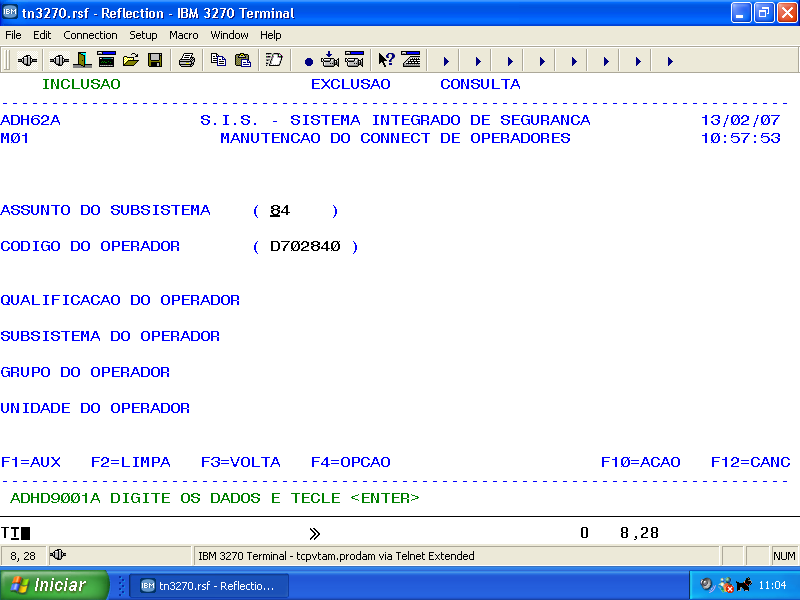 tn3270.rsf - Reflection - IBM 3270 Terminal
File Edit Connection Setup Macro Window Help
INCLUSAO EXCLUSAO CONSULTA
ADH62A S.I.S. - SISTEMA INTEGRADO DE SEGURANCA 13/02/07
M01 MANUTENCAO DO CONNECT DE OPERADORES 10:57:53
ASSUNTO DO SUBSISTEMA ( 84 )
CODIGO DO OPERADOR ( D702840 )
QUALIFICACAO DO OPERADOR
SUBSISTEMA DO OPERADOR
GRUPO DO OPERADOR
UNIDADE DO OPERADOR
F1=AUX F2=LIMPA F3=VOLTA F4=OPCAO F10=ACAO F12=CANC
ADHD9001A DIGITE OS DADOS E TECLE <ENTER>
TI 0 8,28
8, 28 IBM 3270 Terminal - tcpvtam.prodam via Telnet Extended NUM
Iniciar IBM tn3270.rsf - Reflectio... 11:04